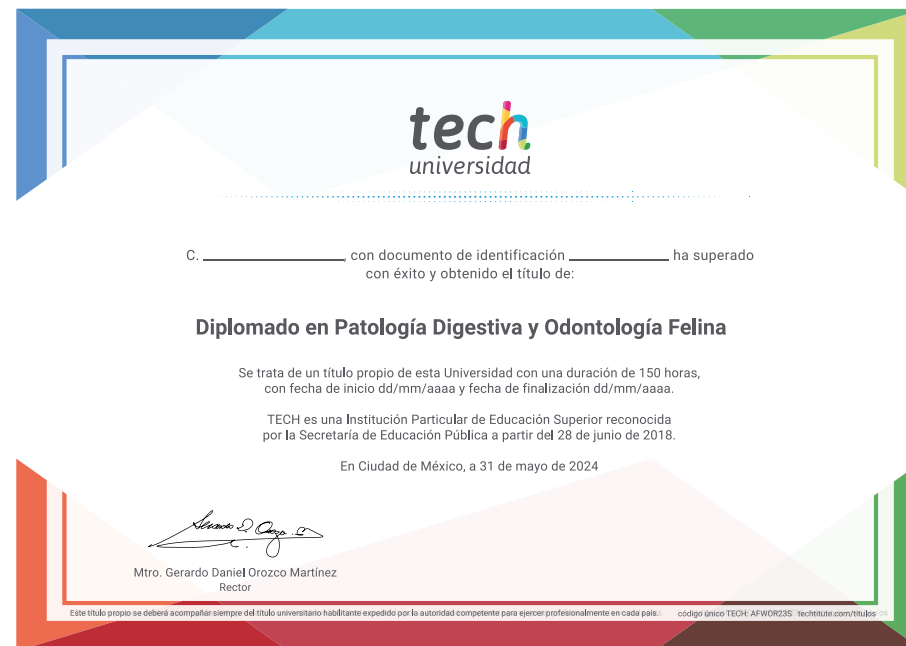 tech
universidad
C. ____________________, con documento de identificación ______________ ha superado
con éxito y obtenido el título de:
Diplomado en Patología Digestiva y Odontología Felina
Se trata de un título propio de esta Universidad con una duración de 150 horas,
con fecha de inicio dd/mm/aaaa y fecha de finalización dd/mm/aaaa.
TECH es una Institución Particular de Educación Superior reconocida
por la Secretaría de Educación Pública a partir del 28 de junio de 2018.
En Ciudad de México, a 31 de mayo de 2024
Mtro. Gerardo Daniel Orozco Martínez
Rector
Este título propio se deberá acompañar siempre del título universitario habilitante expedido por la autoridad competente para ejercer profesionalmente en cada país. código único TECH: AFWOR23S techtitute.com/titulos